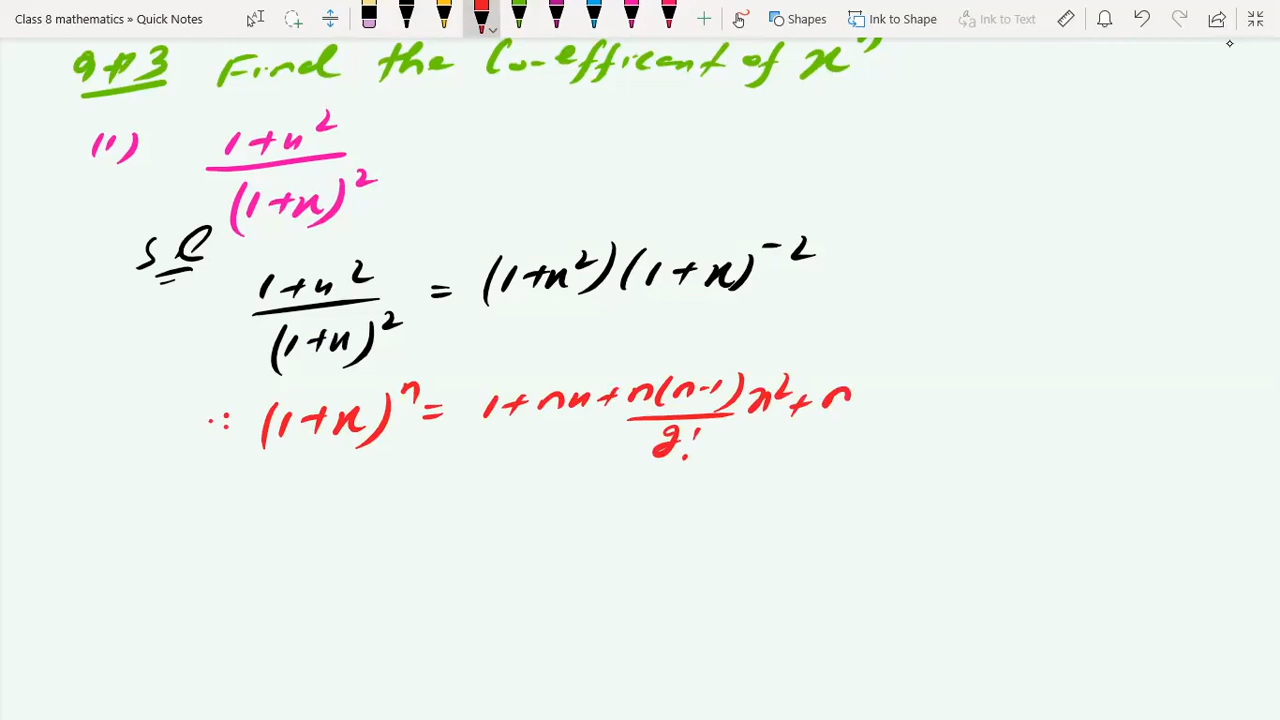 Class 8 mathematics » Quick Notes Shapes Ink to Shape Ink to Text
Q#3 Find the Co-efficent of xⁿ
(i) 1+x²/(1+x)²
Sol
1+x²/(1+x)² = (1+x²)(1+x)⁻²
∵ (1+x)ⁿ = 1+nx+n(n-1)/2! x²+n